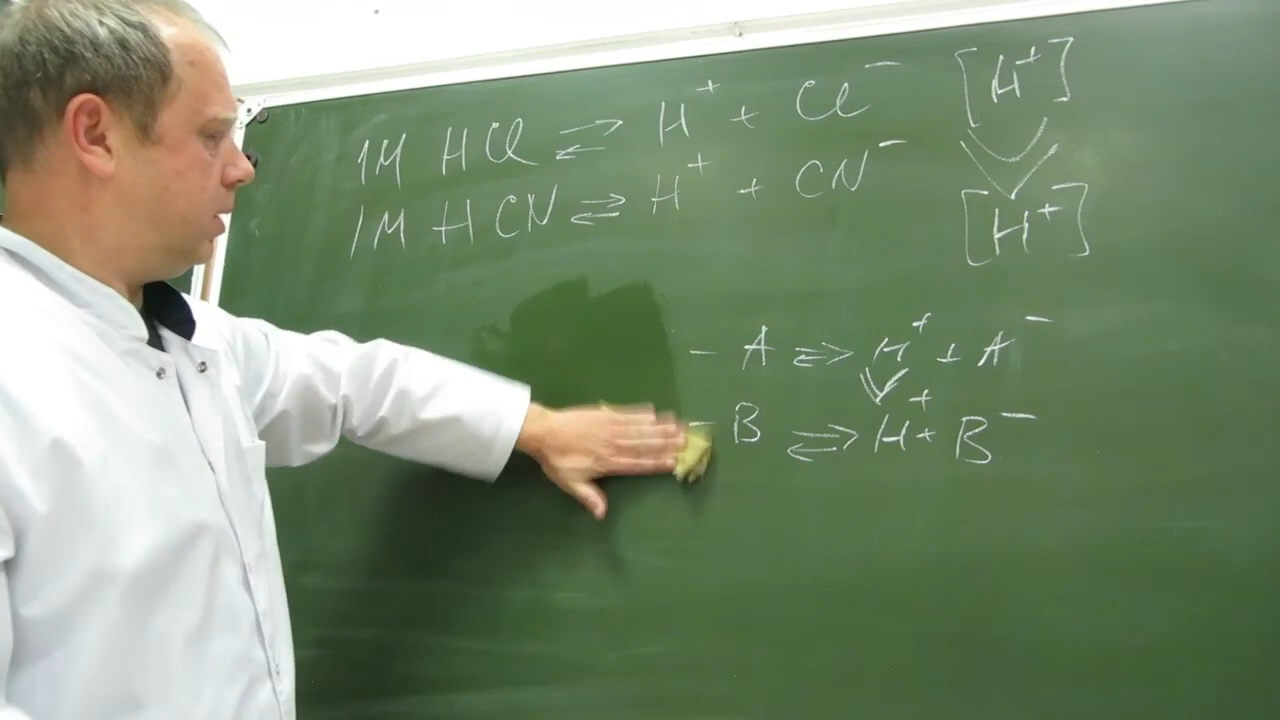 1M HCl ⇌ H⁺ + Cl⁻ [H⁺]
1M HCN ⇌ H⁺ + CN⁻ [H⁺]
– A ⇌ H⁺ + A⁻
– B ⇌ H⁺ + B⁻